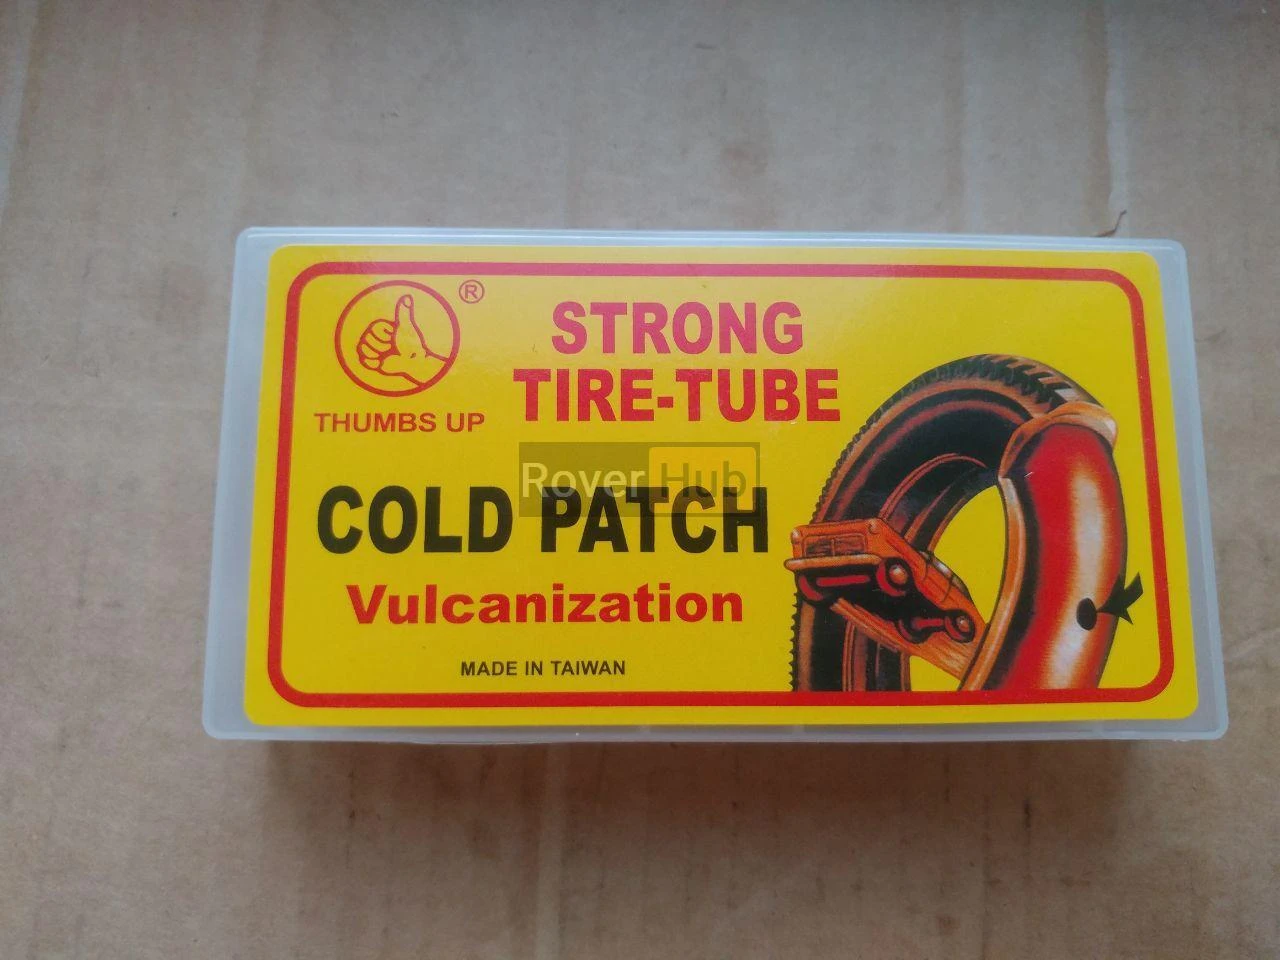 ®
THUMBS UP
STRONG
TIRE-TUBE
Rover Hub
COLD PATCH
Vulcanization
MADE IN TAIWAN